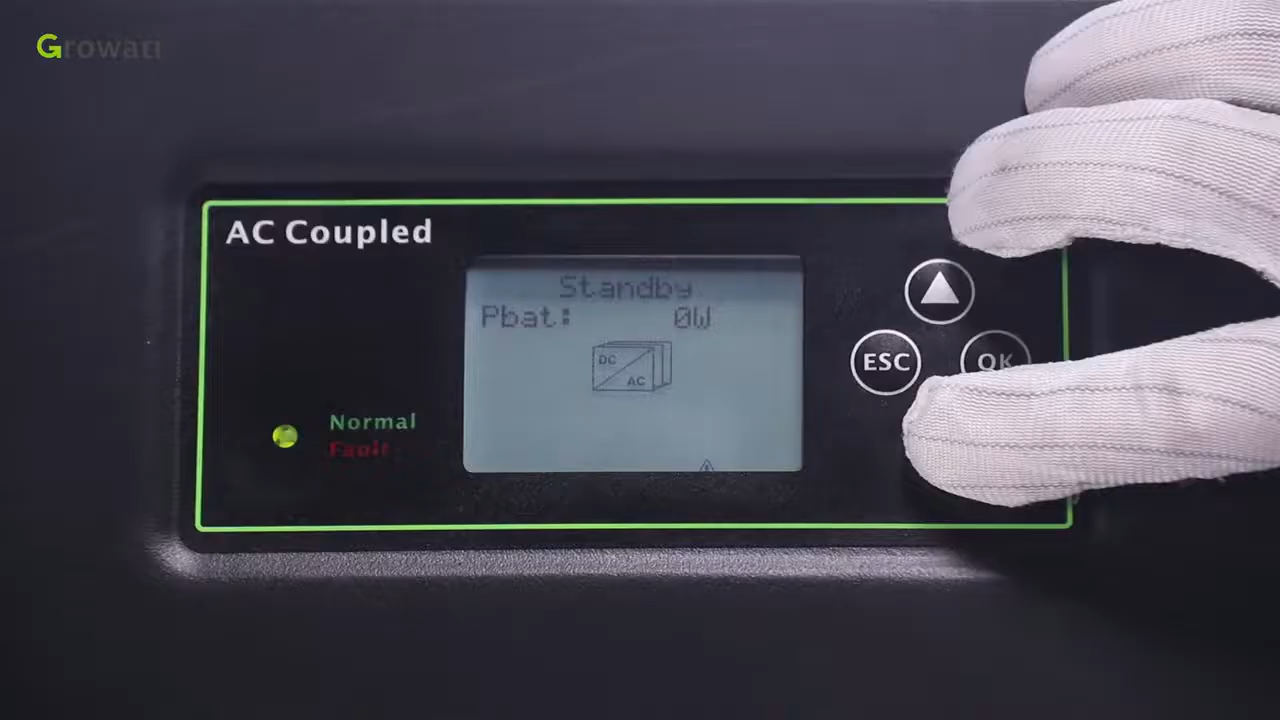 Growatt
AC Coupled
Standby
Pbat: 0W
DC
AC
ESC
OK
Normal
Fault